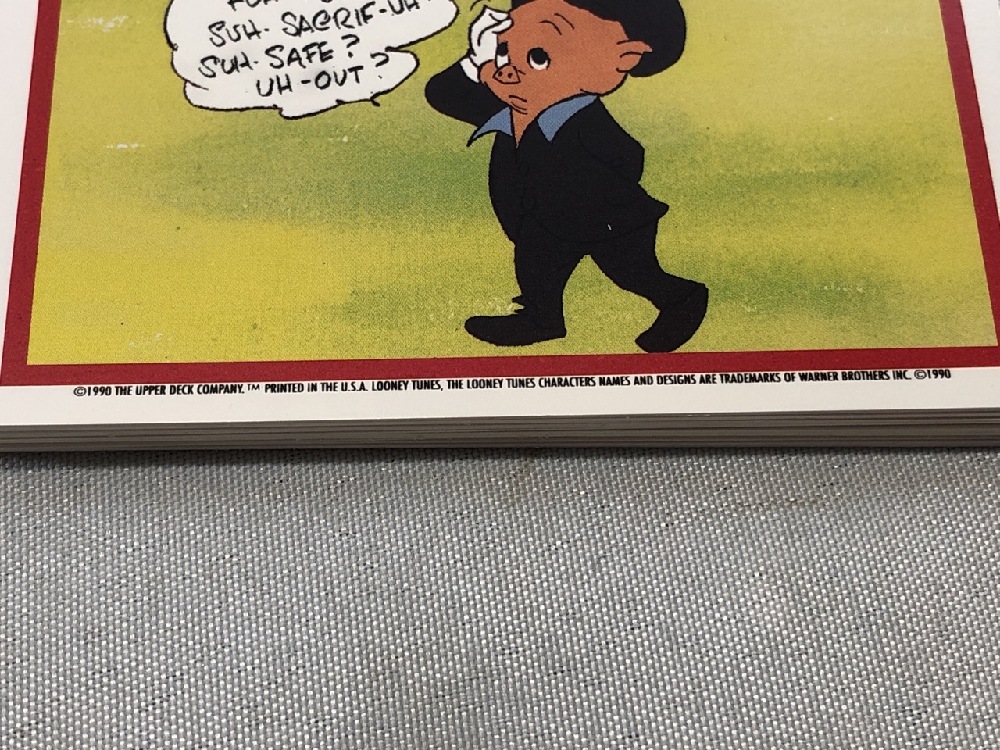 SUH- SACRIF-UH-
SUH- SAFE?
UH-OUT?
©1990 THE UPPER DECK COMPANY.™ PRINTED IN THE U.S.A. LOONEY TUNES, THE LOONEY TUNES CHARACTERS NAMES AND DESIGNS ARE TRADEMARKS OF WARNER BROTHERS INC. ©1990